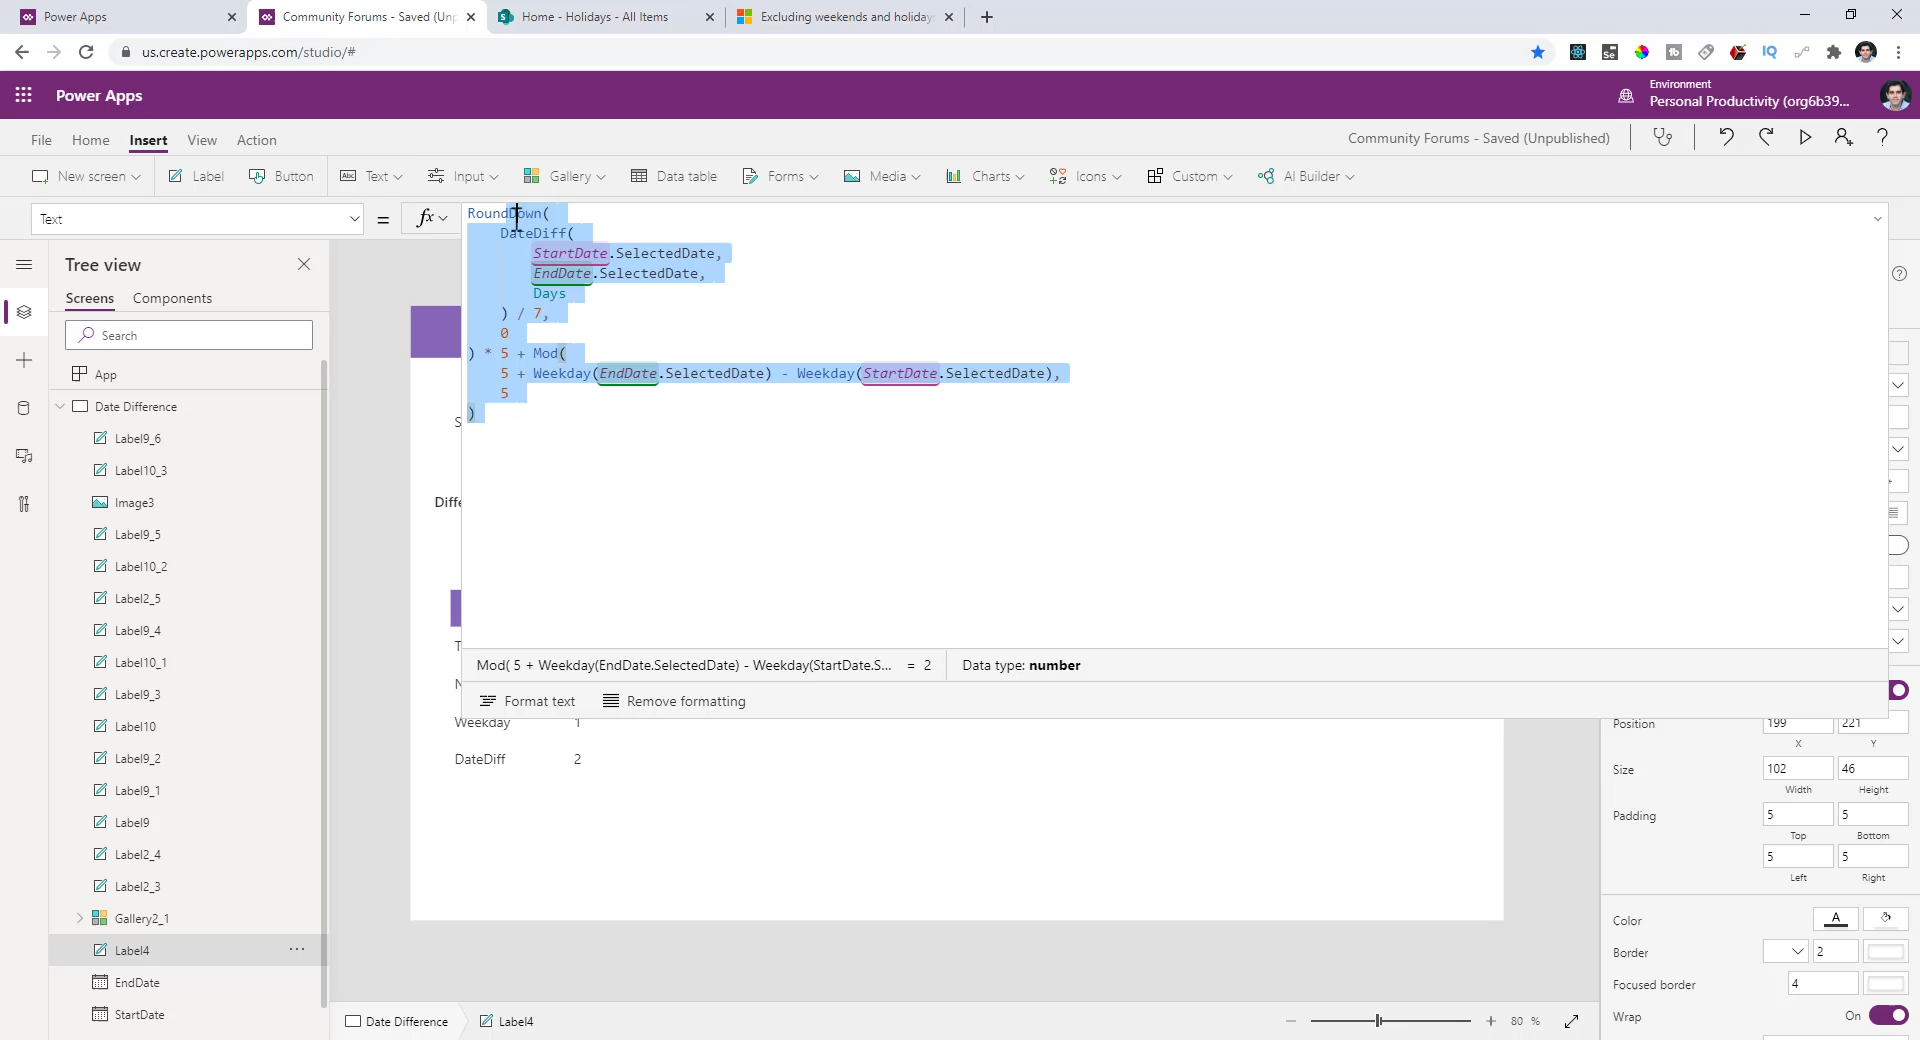 Power Apps
Community Forums - Saved (Unp
Home - Holidays - All Items
Excluding weekends and holiday
us.create.powerapps.com/studio/#
Power Apps
Environment
Personal Productivity (org6b39...
File
Home
Insert
View
Action
Community Forums - Saved (Unpublished)
New screen
Label
Button
Text
Input
Gallery
Data table
Forms
Media
Charts
Icons
Custom
AI Builder
Text
=
fx
RoundDown(
DateDiff(
StartDate.SelectedDate,
EndDate.SelectedDate,
Days
) / 7,
0
) * 5 + Mod(
5 + Weekday(EndDate.SelectedDate) - Weekday(StartDate.SelectedDate),
5
)
Mod( 5 + Weekday(EndDate.SelectedDate) - Weekday(StartDate.S... = 2
Data type: number
Format text
Remove formatting
Tree view
Screens
Components
Search
App
Date Difference
Label9_6
Label10_3
Image3
Label9_5
Label10_2
Label2_5
Label9_4
Label10_1
Label9_3
Label10
Label9_2
Label9_1
Label9
Label2_4
Label2_3
Gallery2_1
Label4
...
EndDate
StartDate
S
Diffe
T
N
Weekday 1
DateDiff 2
Position 199 221
X Y
Size 102 46
Width Height
Padding 5 5
Top Bottom
5 5
Left Right
Color A
Border 2
Focused border 4
Wrap On
Date Difference
Label4
80 %